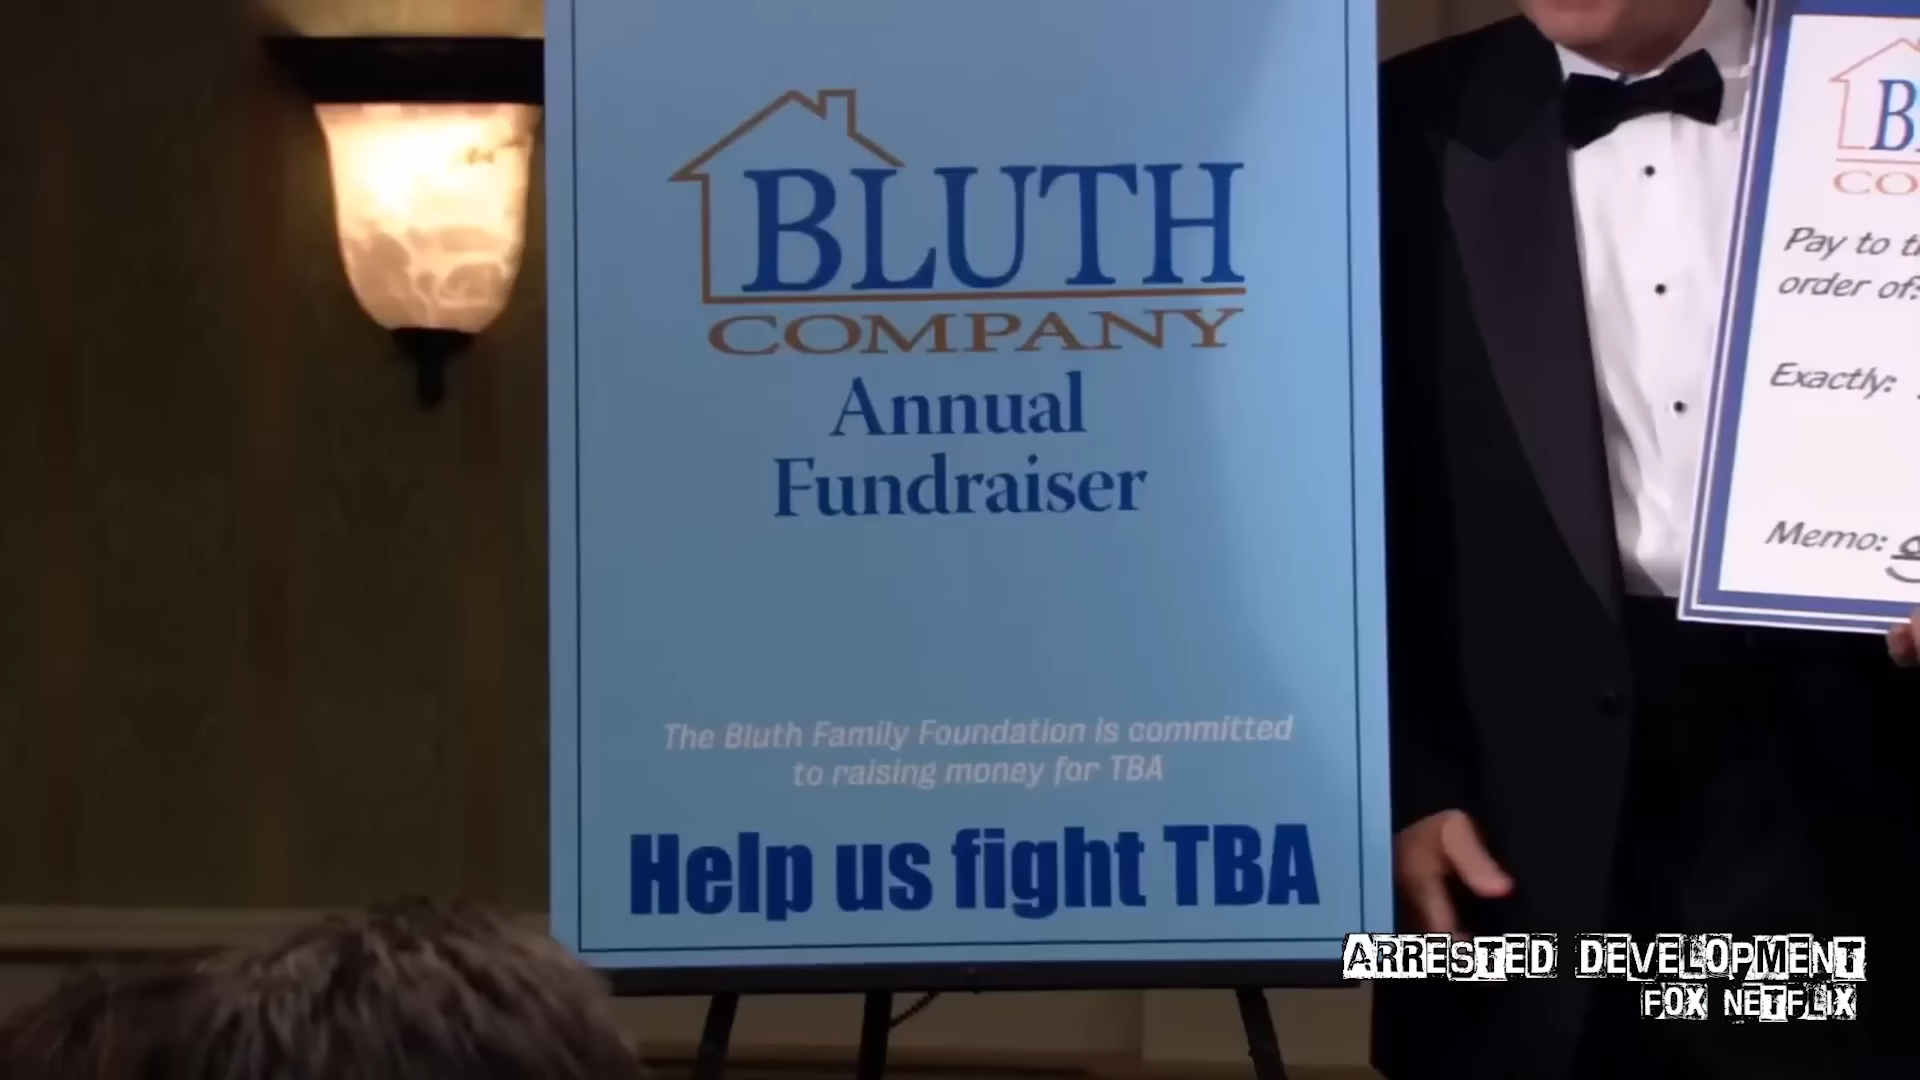 BLUTH
COMPANY
Annual
Fundraiser
The Bluth Family Foundation is committed
to raising money for TBA
Help us fight TBA
Pay to
order of:
Exactly:
Memo:
ARRESTED DEVELOPMENT
FOX NETFLIX